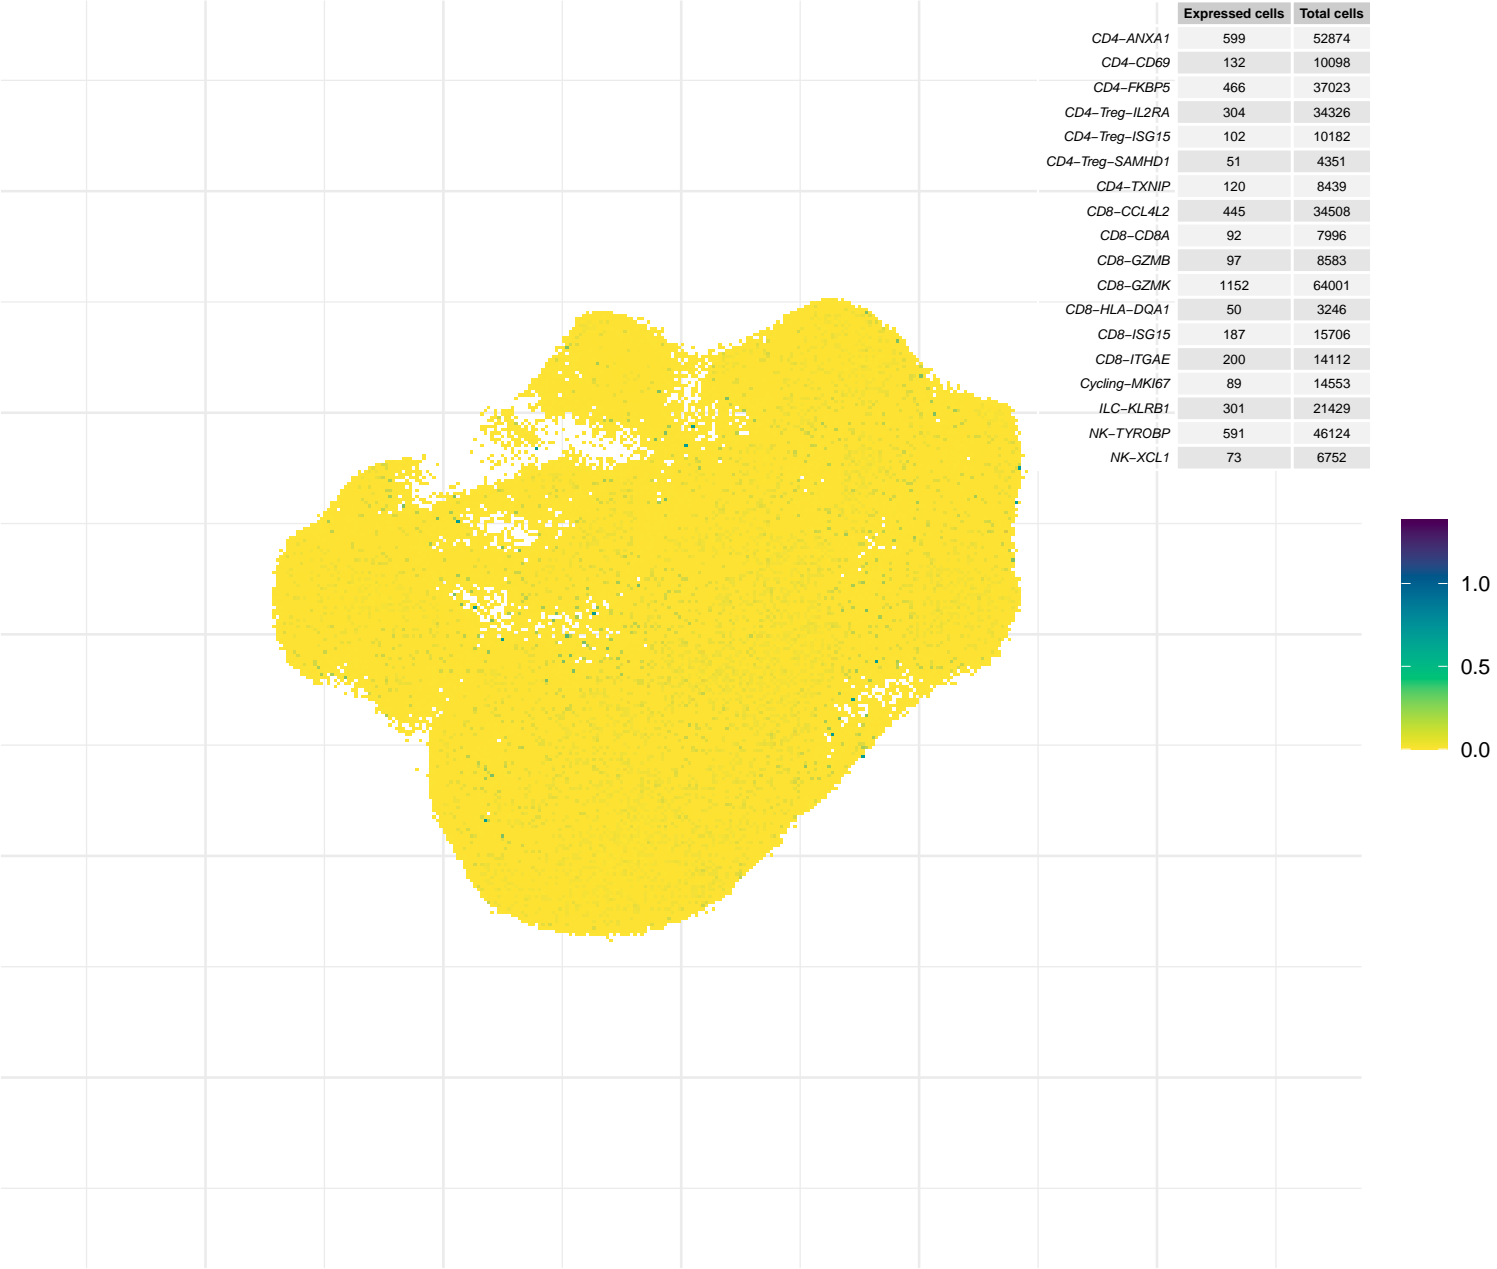 Expressed cells Total cells
CD4−ANXA1 599 52874
CD4−CD69 132 10098
CD4−FKBP5 466 37023
CD4−Treg−IL2RA 304 34326
CD4−Treg−ISG15 102 10182
CD4−Treg−SAMHD1 51 4351
CD4−TXNIP 120 8439
CD8−CCL4L2 445 34508
CD8−CD8A 92 7996
CD8−GZMB 97 8583
CD8−GZMK 1152 64001
CD8−HLA−DQA1 50 3246
CD8−ISG15 187 15706
CD8−ITGAE 200 14112
Cycling−MKI67 89 14553
ILC−KLRB1 301 21429
NK−TYROBP 591 46124
NK−XCL1 73 6752
1.0
0.5
0.0